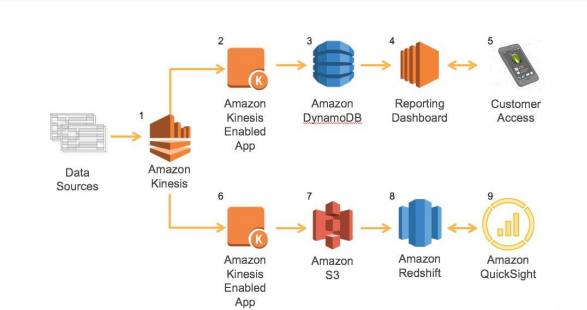 2
3
4
5
Amazon
Kinesis
Enabled
App
Amazon
DynamoDB
Reporting
Dashboard
Customer
Access
1
Data
Sources
Amazon
Kinesis
6
7
8
9
Amazon
Kinesis
Enabled
App
Amazon
S3
Amazon
Redshift
Amazon
QuickSight
K
K